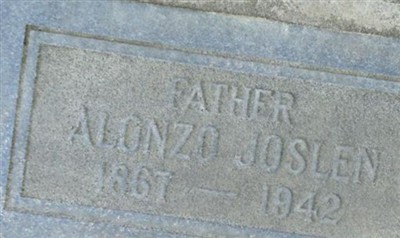 FATHER
ALONZO JOSLEN
1867 — 1942